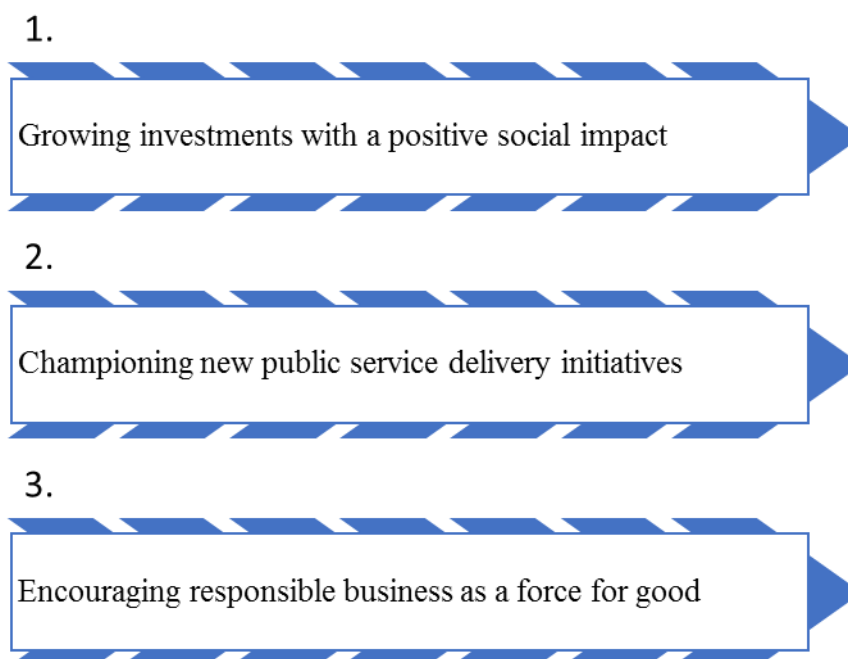 1.
Growing investments with a positive social impact
2.
Championing new public service delivery initiatives
3.
Encouraging responsible business as a force for good